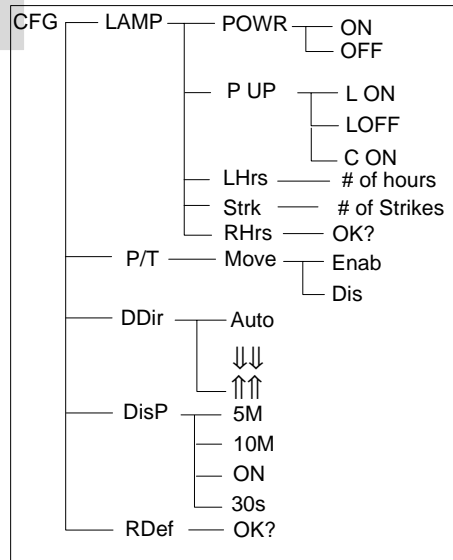 CFG LAMP POWR ON
OFF
P UP L ON
LOFF
C ON
LHrs # of hours
Strk # of Strikes
RHrs OK?
P/T Move Enab
Dis
DDir Auto
⇓⇓
⇑⇑
DisP 5M
10M
ON
30s
RDef OK?